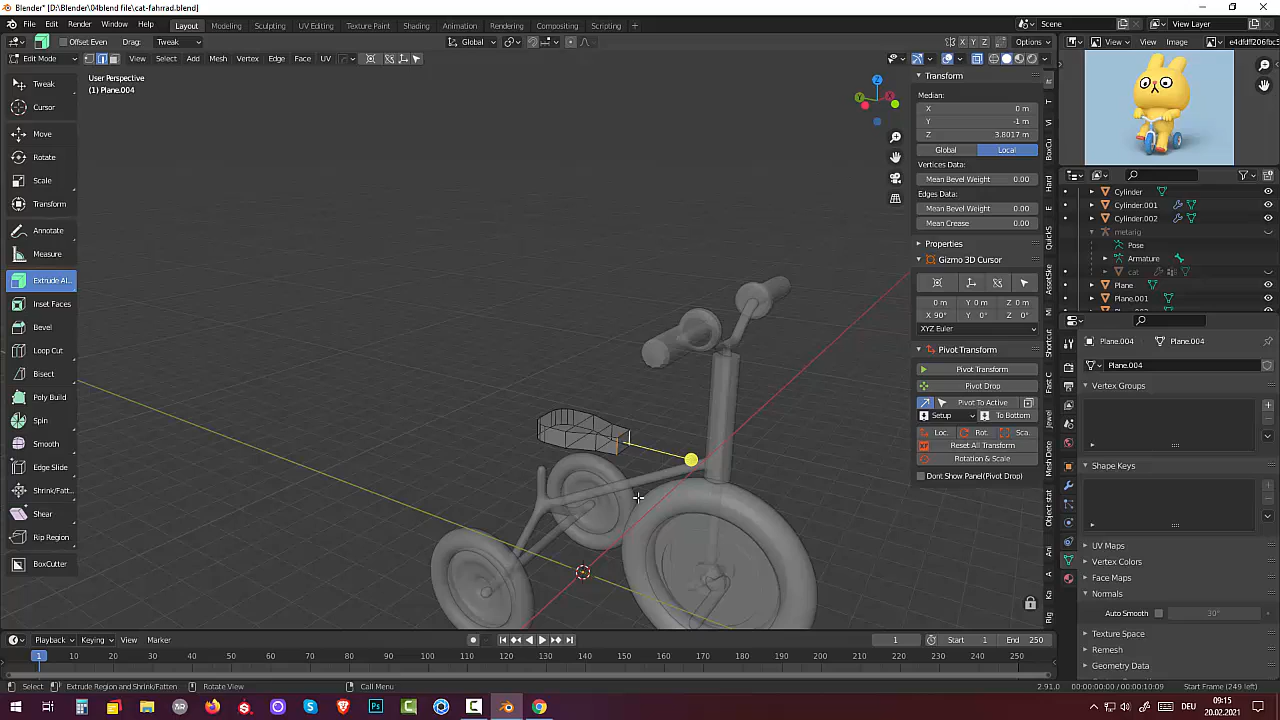 Blender* [D:\Blender\04blend file\cat-fahrrad.blend]
File Edit Render Window Help Layout Modeling Sculpting UV Editing Texture Paint Shading Animation Rendering Compositing Scripting + Scene View Layer
Offset Even Drag: Tweak Global X Y Z Options View Image e4dfdf206fbc5
Edit Mode View Select Add Mesh Vertex Edge Face UV
User Perspective
(1) Plane.004
Tweak
Cursor
Move
Rotate
Scale
Transform
Annotate
Measure
Extrude Al...
Inset Faces
Bevel
Loop Cut
Knife
Bisect
Poly Build
Spin
Smooth
Edge Slide
Shrink/Fatt...
Shear
Rip Region
BoxCutter
Transform
Median:
X 0 m
Y -1 m
Z 3.8017 m
Global Local
Vertices Data:
Mean Bevel Weight 0.00
Edges Data:
Mean Bevel Weight 0.00
Mean Crease 0.00
Properties
Gizmo 3D Cursor
0 m Y 0 m Z 0 m
X 90° Y 0° Z 0°
XYZ Euler
Pivot Transform
Pivot Transform
Pivot Drop
Pivot To Active
Setup To Bottom
Loc. Rot. Sca.
Reset All Transform
Rotation & Scale
Dont Show Panel(Pivot Drop)
Cylinder
Cylinder.001
Cylinder.002
metarig
Pose
Armature
cat
Plane
Plane.001
Plane.004 Plane.004
Plane.004
Vertex Groups
Shape Keys
UV Maps
Vertex Colors
Face Maps
Normals
Auto Smooth 30°
Texture Space
Remesh
Geometry Data
Playback Keying View Marker 1 Start 1 End 250
1 10 20 30 40 50 60 70 80 90 100 110 120 130 140 150 160 170 180 190 200 210 220 230 240 250
Select Extrude Region and Shrink/Fatten Rotate View Call Menu 2.91.0 00:00:00:00 / 00:00:10:09 Start Frame (249 left)
DEU 09:15
20.02.2021